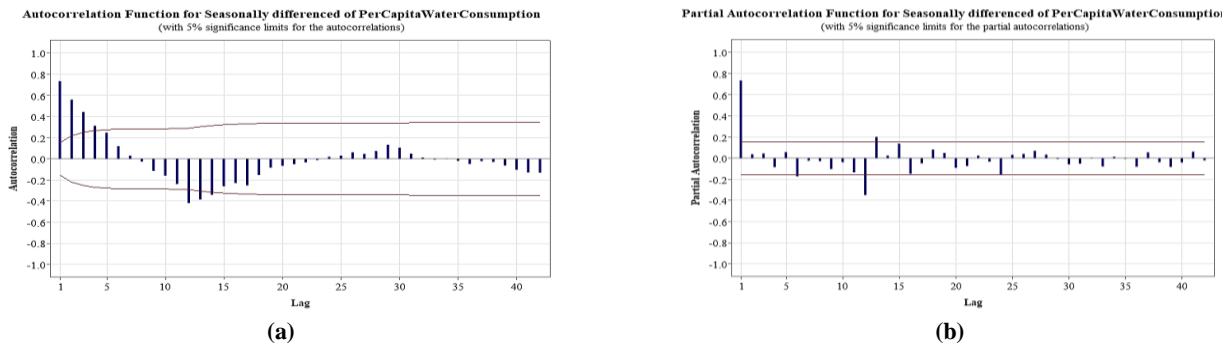 Autocorrelation Function for Seasonally differenced of PerCapitaWaterConsumption
(with 5% significance limits for the autocorrelations)
1.0
0.8
0.6
0.4
0.2
0.0
-0.2
-0.4
-0.6
-0.8
-1.0
Autocorrelation
1 5 10 15 20 25 30 35 40
Lag
(a)
Partial Autocorrelation Function for Seasonally differenced of PerCapitaWaterConsumption
(with 5% significance limits for the partial autocorrelations)
1.0
0.8
0.6
0.4
0.2
0.0
-0.2
-0.4
-0.6
-0.8
-1.0
Partial Autocorrelation
1 5 10 15 20 25 30 35 40
Lag
(b)